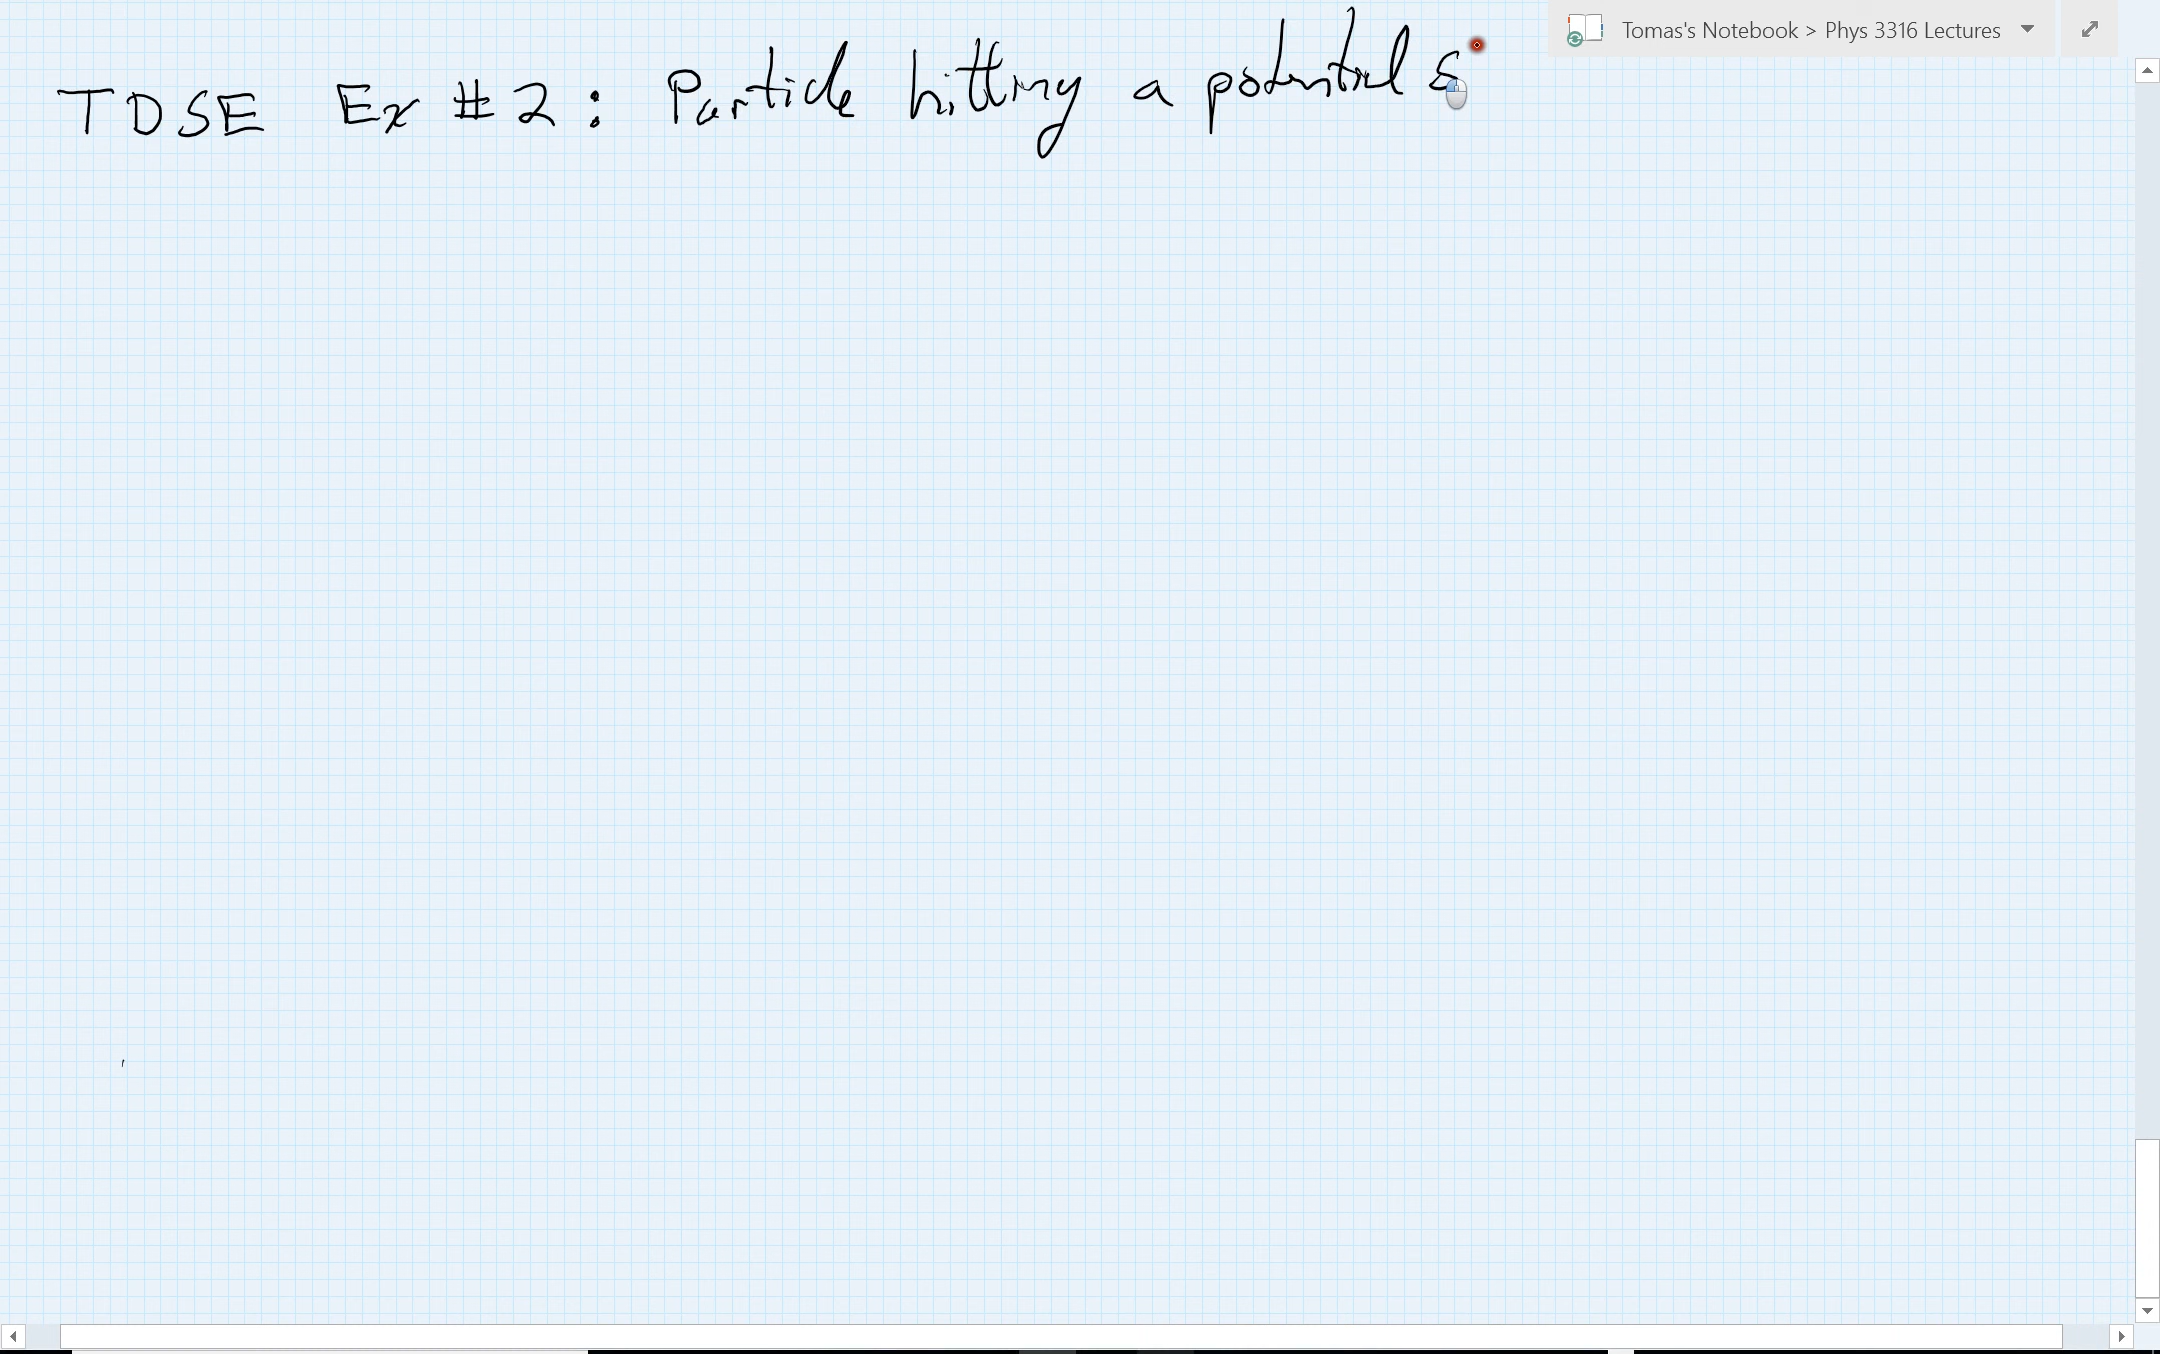 Tomas's Notebook > Phys 3316 Lectures
TDSE Ex #2: Particle hitting a potential s